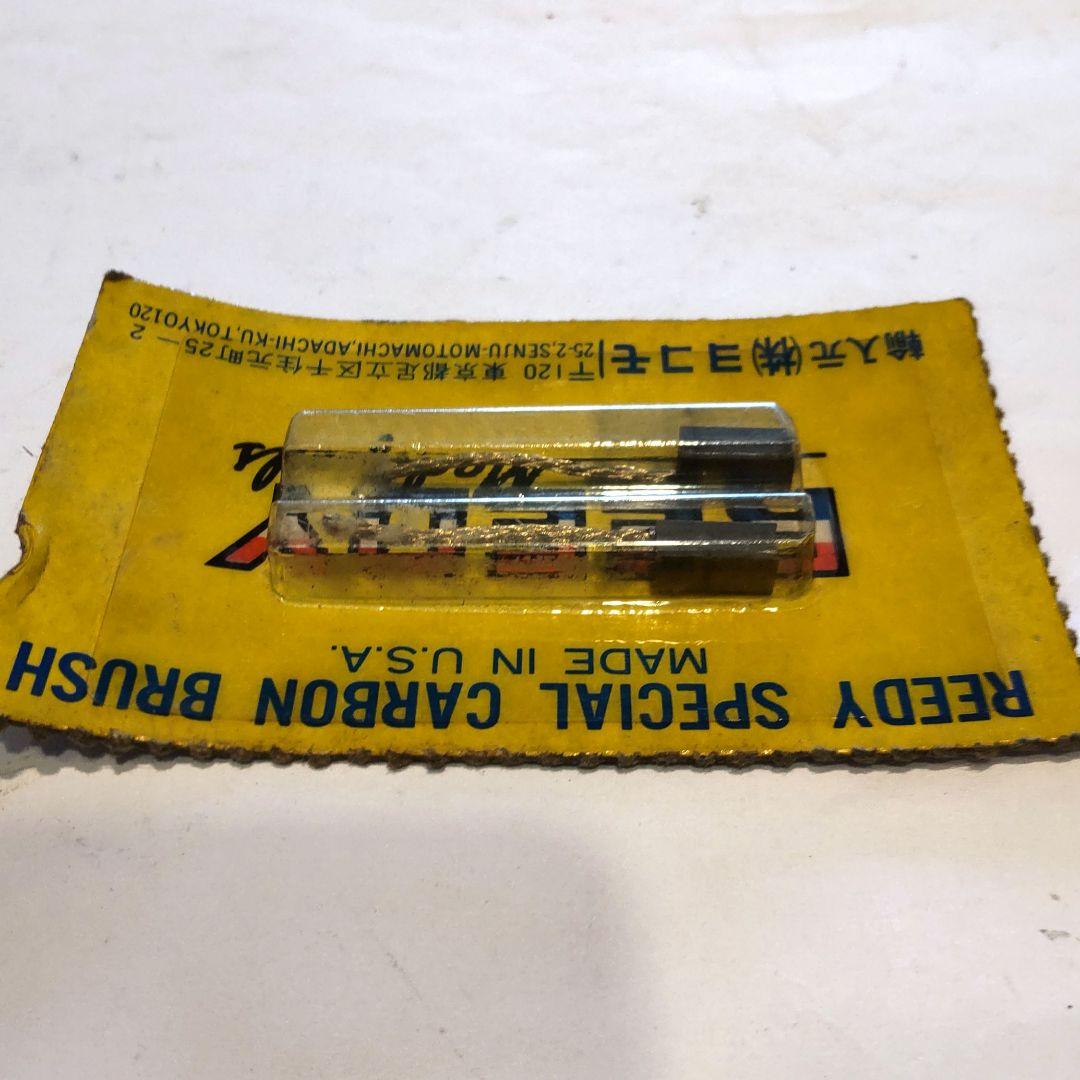 REEDY SPECIAL CARBON BRUSH
MADE IN U.S.A.
REEDY
輸入元㈱ヨコモ
〒120 東京都足立区千住元町25－2
25-2,SENJU-MOTOMACHI,ADACHI-KU,TOKYO120